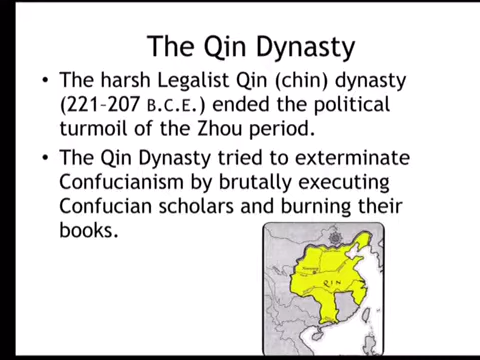 The Qin Dynasty
• The harsh Legalist Qin (chin) dynasty
(221–207 B.C.E.) ended the political
turmoil of the Zhou period.
• The Qin Dynasty tried to exterminate
Confucianism by brutally executing
Confucian scholars and burning their
books.
QIN